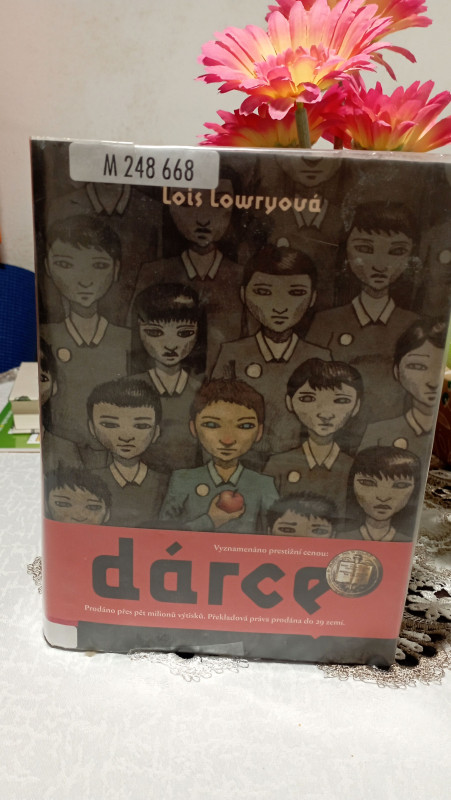 M 248 668
Lois Lowryová
Vyznamenáno prestižní cenou:
dárce
Prodáno přes pět milionů výtisků. Překladová práva prodána do 29 zemí.